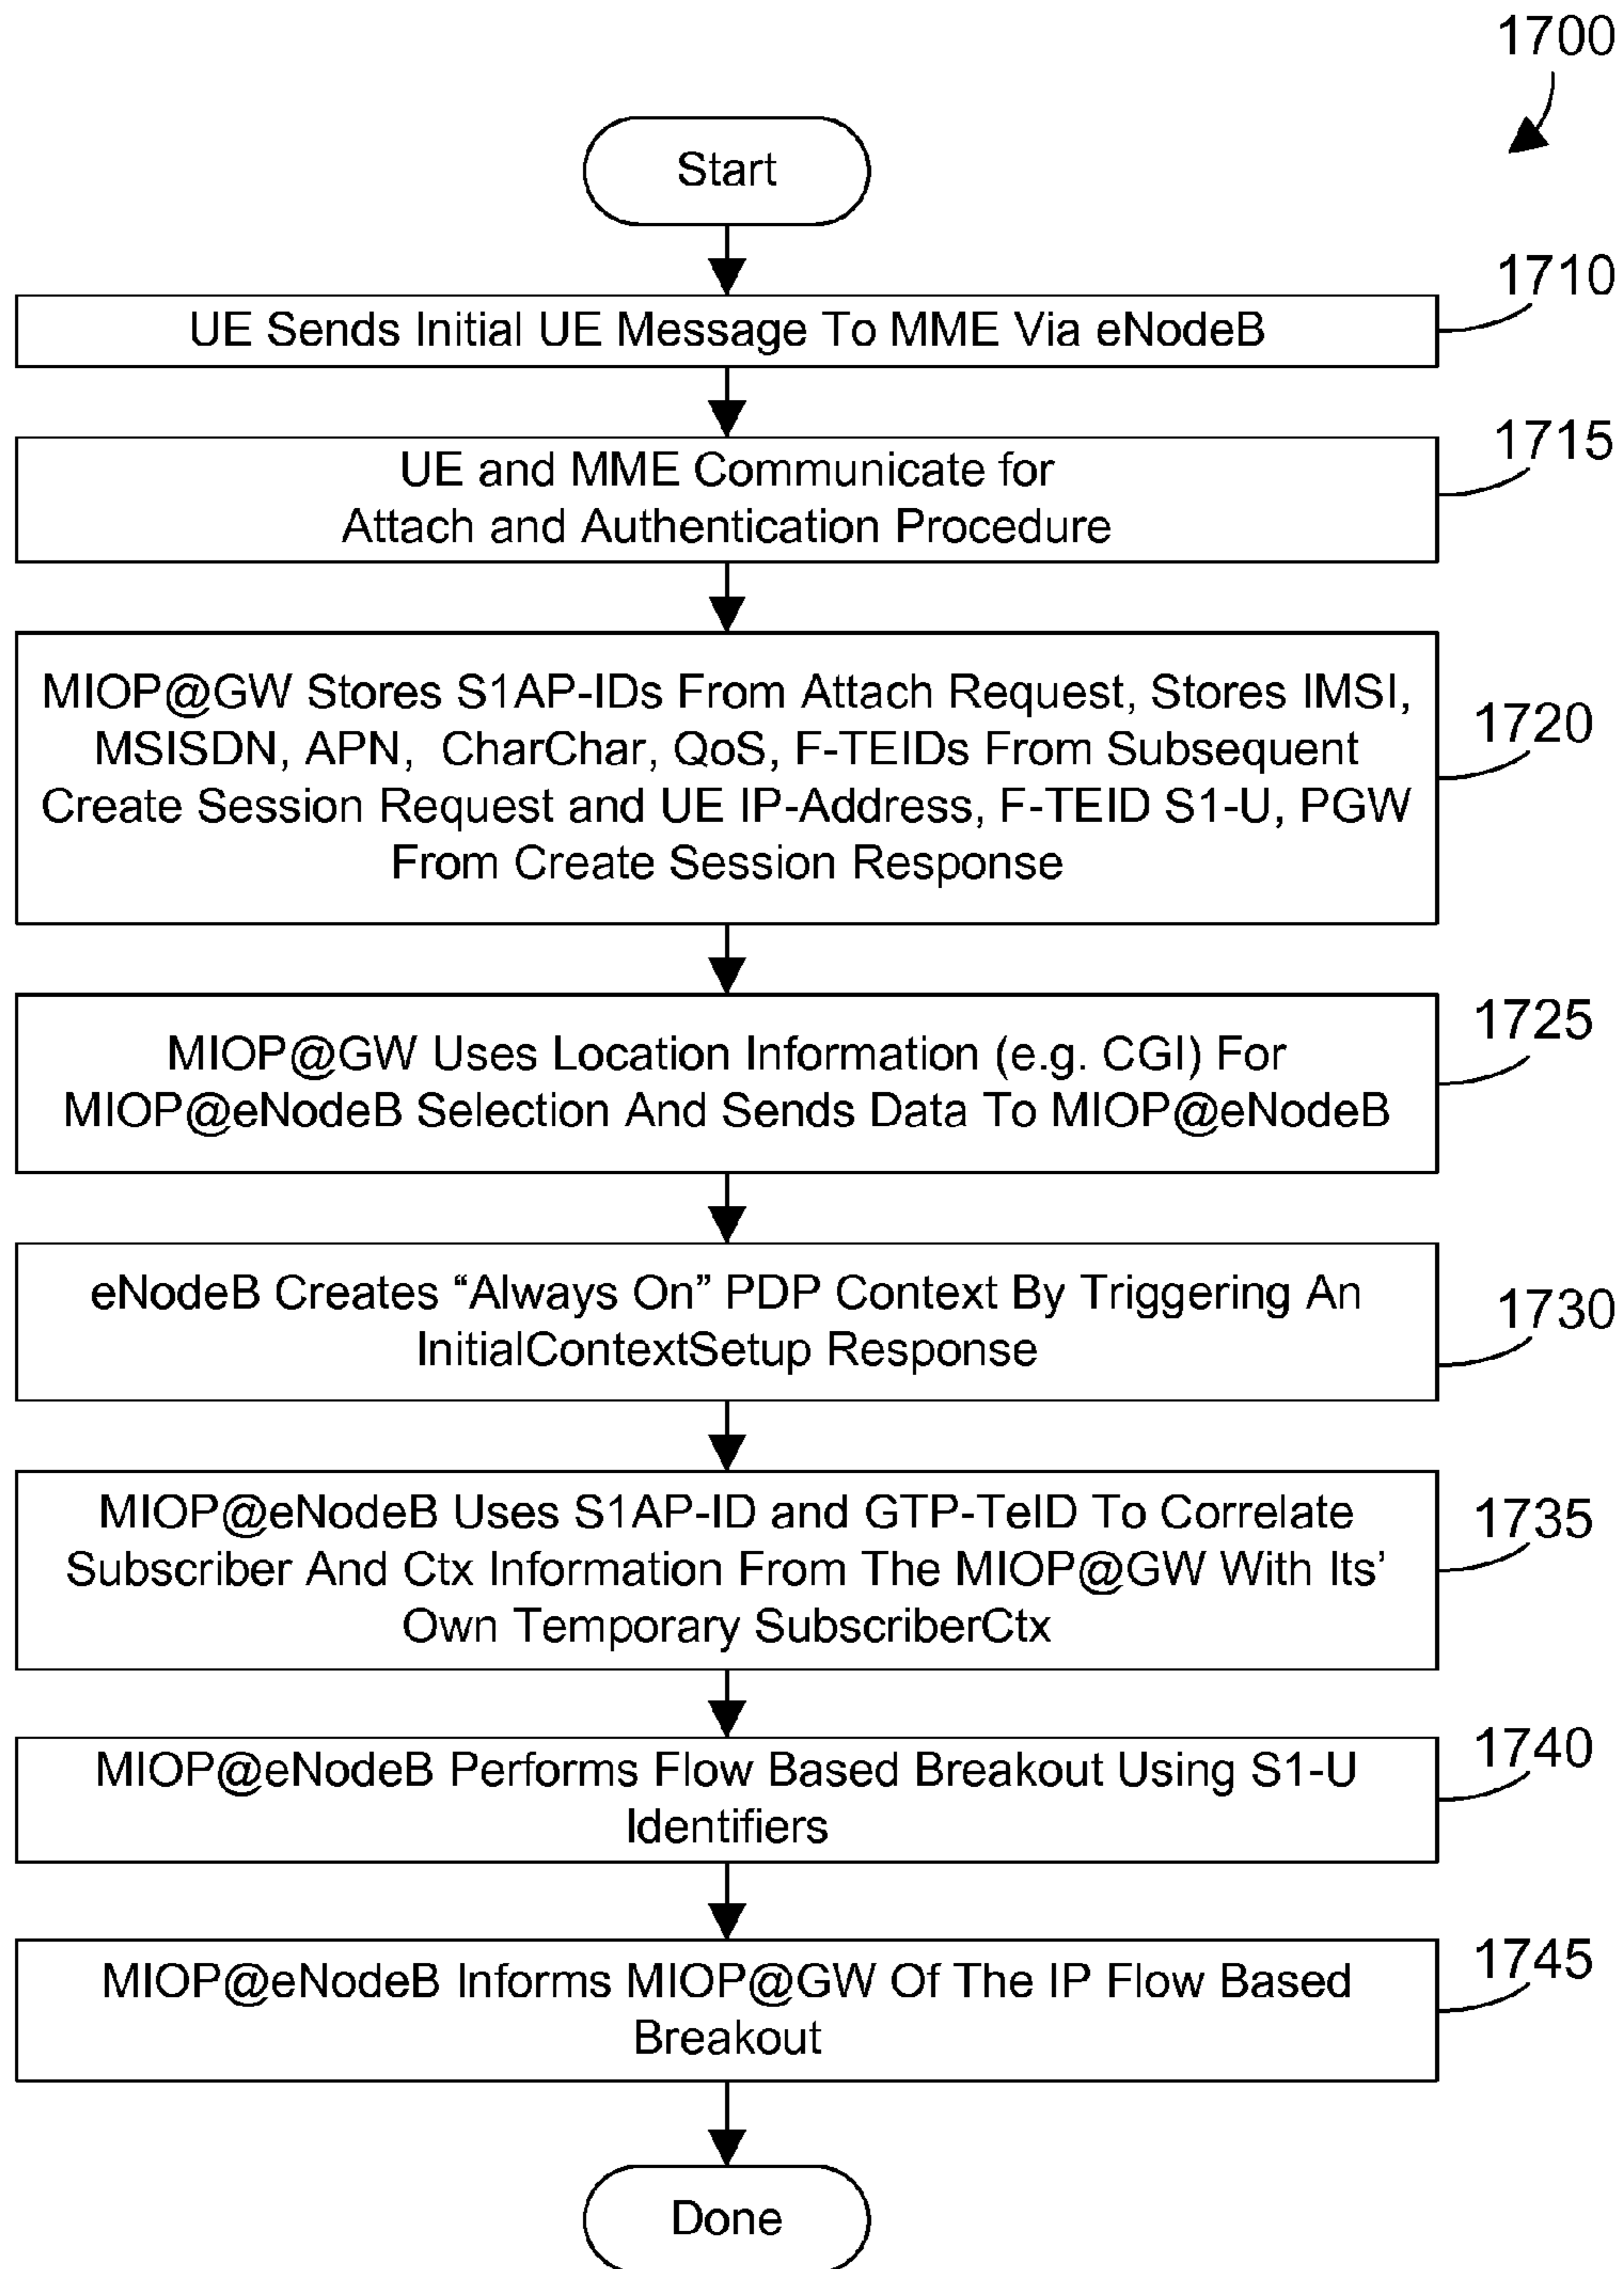 1700
Start
1710
UE Sends Initial UE Message To MME Via eNodeB
1715
UE and MME Communicate for
Attach and Authentication Procedure
MIOP@GW Stores S1AP-IDs From Attach Request, Stores IMSI,
MSISDN, APN, CharChar, QoS, F-TEIDs From Subsequent
Create Session Request and UE IP-Address, F-TEID S1-U, PGW
From Create Session Response
1720
MIOP@GW Uses Location Information (e.g. CGI) For
MIOP@eNodeB Selection And Sends Data To MIOP@eNodeB
1725
eNodeB Creates “Always On” PDP Context By Triggering An
InitialContextSetup Response
1730
MIOP@eNodeB Uses S1AP-ID and GTP-TeID To Correlate
Subscriber And Ctx Information From The MIOP@GW With Its’
Own Temporary SubscriberCtx
1735
MIOP@eNodeB Performs Flow Based Breakout Using S1-U
Identifiers
1740
MIOP@eNodeB Informs MIOP@GW Of The IP Flow Based
Breakout
1745
Done